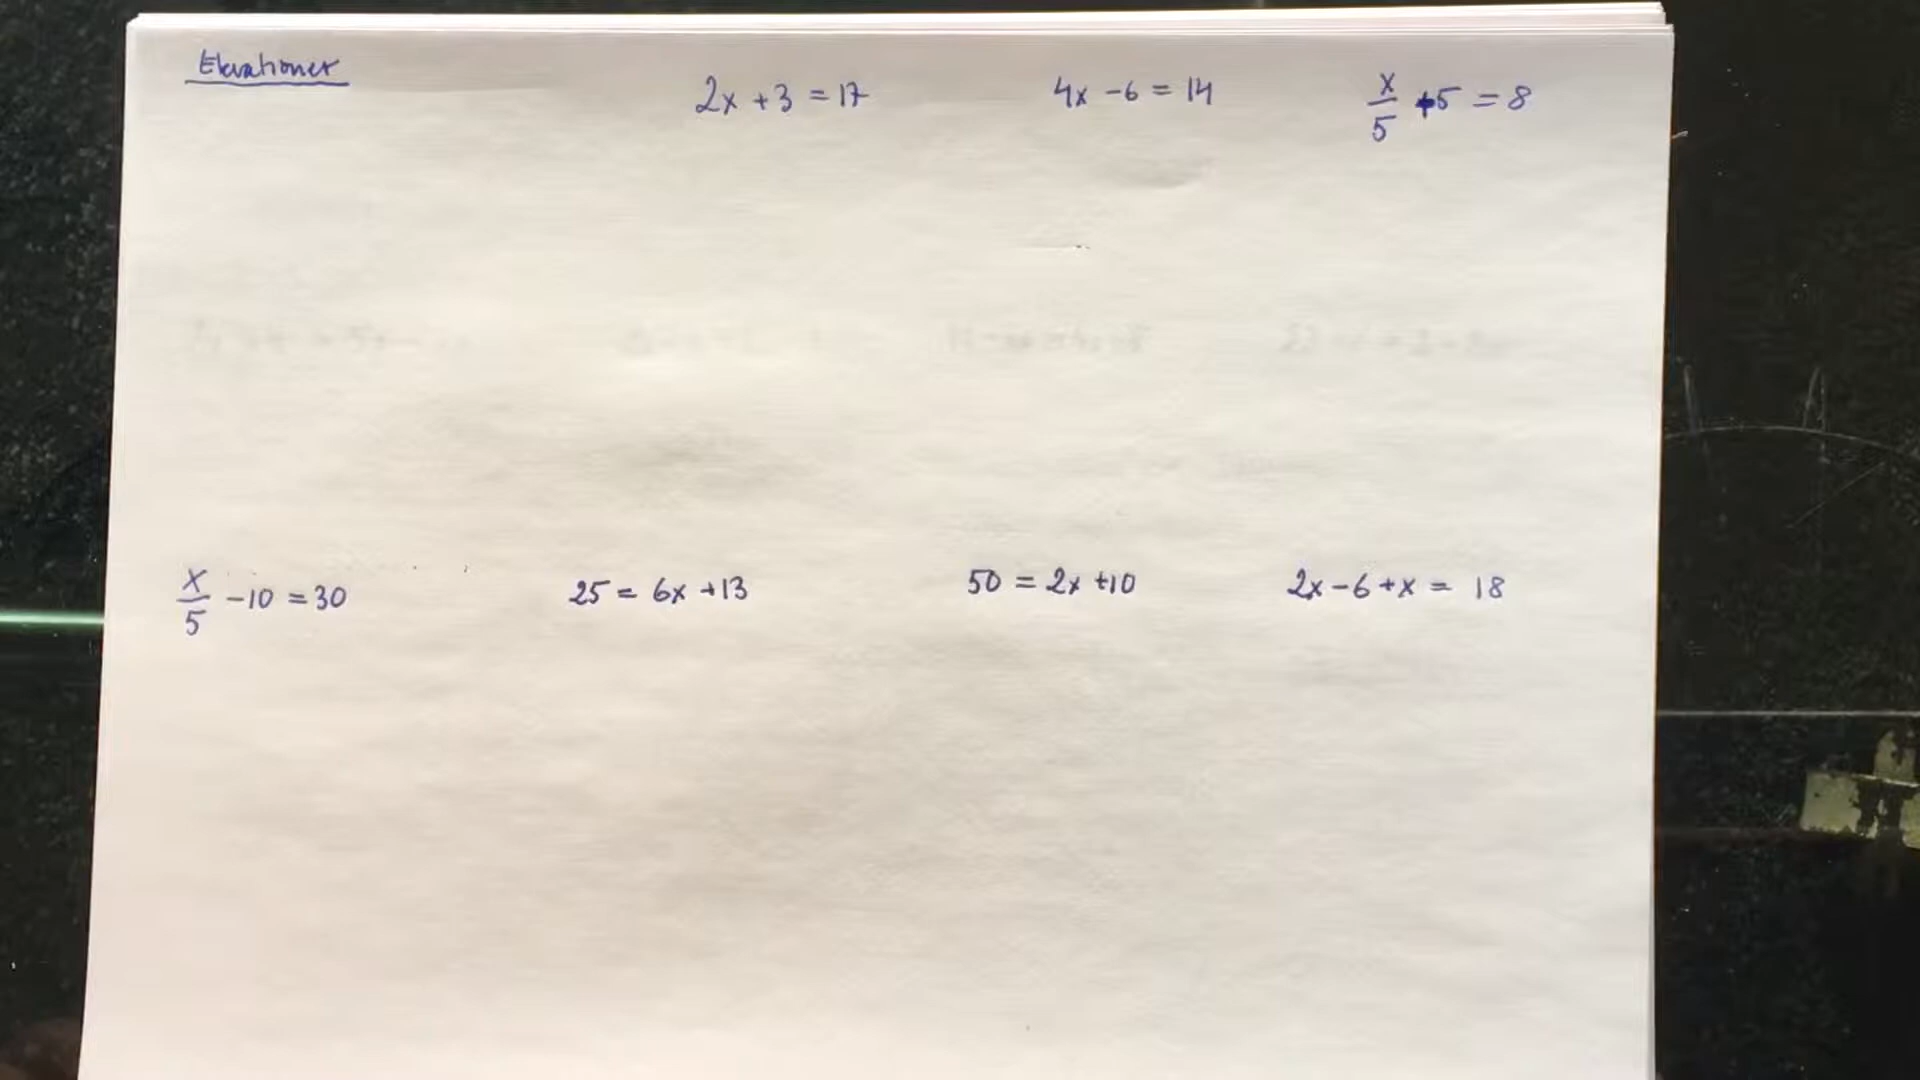 Ekvationer
2x + 3 = 17
4x - 6 = 14
x/5 + 5 = 8
x/5 - 10 = 30
25 = 6x + 13
50 = 2x + 10
2x - 6 + x = 18